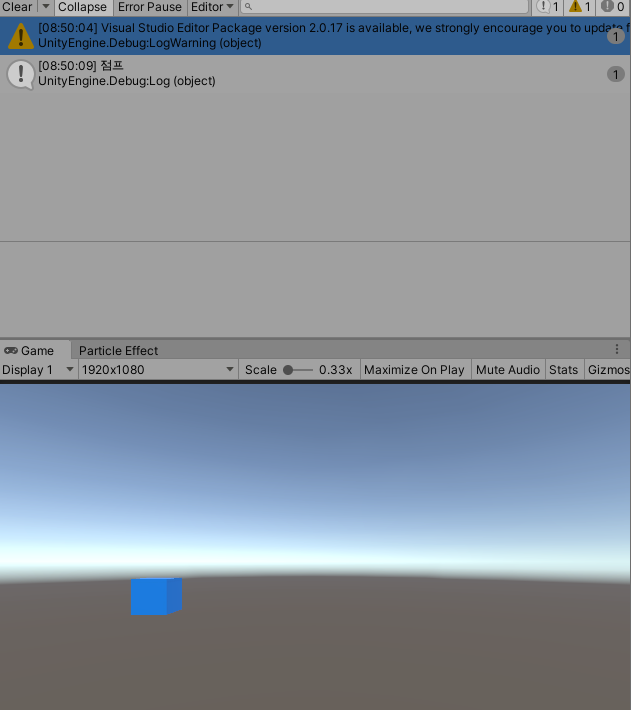 Clear Collapse Error Pause Editor 1 1 0
[08:50:04] Visual Studio Editor Package version 2.0.17 is available, we strongly encourage you to update f
UnityEngine.Debug:LogWarning (object) 1
[08:50:09] 점프
UnityEngine.Debug:Log (object) 1
Game Particle Effect
Display 1 1920x1080 Scale 0.33x Maximize On Play Mute Audio Stats Gizmos